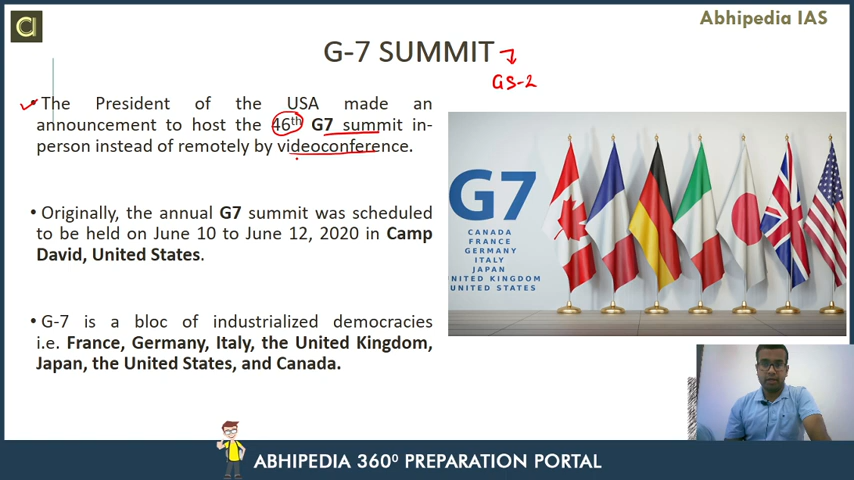 Abhipedia IAS
G-7 SUMMIT
GS-2
• The President of the USA made an
announcement to host the 46th G7 summit in-
person instead of remotely by videoconference.
• Originally, the annual G7 summit was scheduled
to be held on June 10 to June 12, 2020 in Camp
David, United States.
• G-7 is a bloc of industrialized democracies
i.e. France, Germany, Italy, the United Kingdom,
Japan, the United States, and Canada.
G7
CANADA
FRANCE
GERMANY
ITALY
JAPAN
UNITED KINGDOM
UNITED STATES
ABHIPEDIA 360⁰ PREPARATION PORTAL